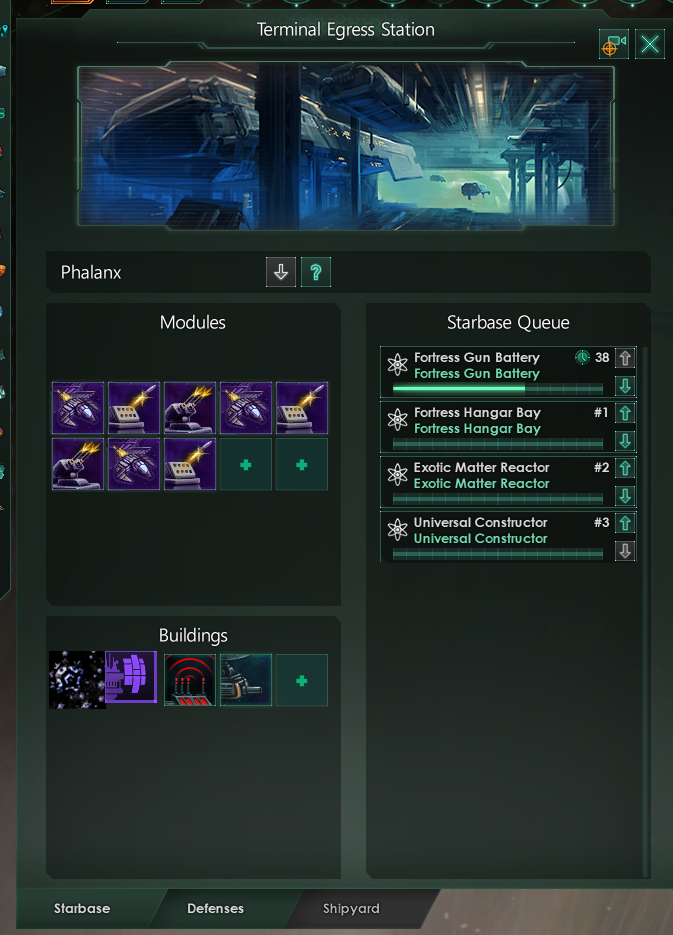 Terminal Egress Station
Phalanx
?
Modules
Buildings
Starbase Queue
Fortress Gun Battery 38
Fortress Gun Battery
Fortress Hangar Bay #1
Fortress Hangar Bay
Exotic Matter Reactor #2
Exotic Matter Reactor
Universal Constructor #3
Universal Constructor
Starbase
Defenses
Shipyard